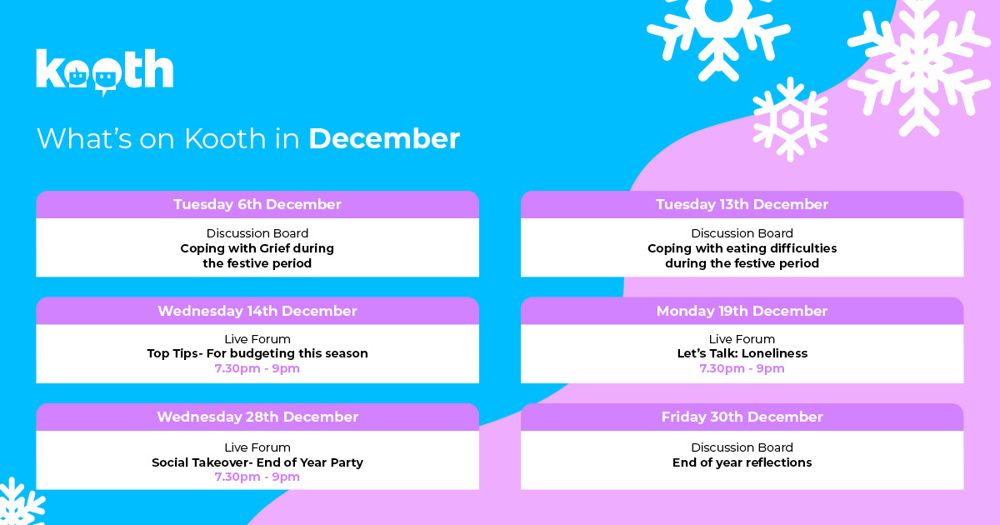 kooth
What's on Kooth in December
Tuesday 6th December
Discussion Board
Coping with Grief during
the festive period
Tuesday 13th December
Discussion Board
Coping with eating difficulties
during the festive period
Wednesday 14th December
Live Forum
Top Tips- For budgeting this season
7.30pm - 9pm
Monday 19th December
Live Forum
Let's Talk: Loneliness
7.30pm - 9pm
Wednesday 28th December
Live Forum
Social Takeover- End of Year Party
7.30pm - 9pm
Friday 30th December
Discussion Board
End of year reflections